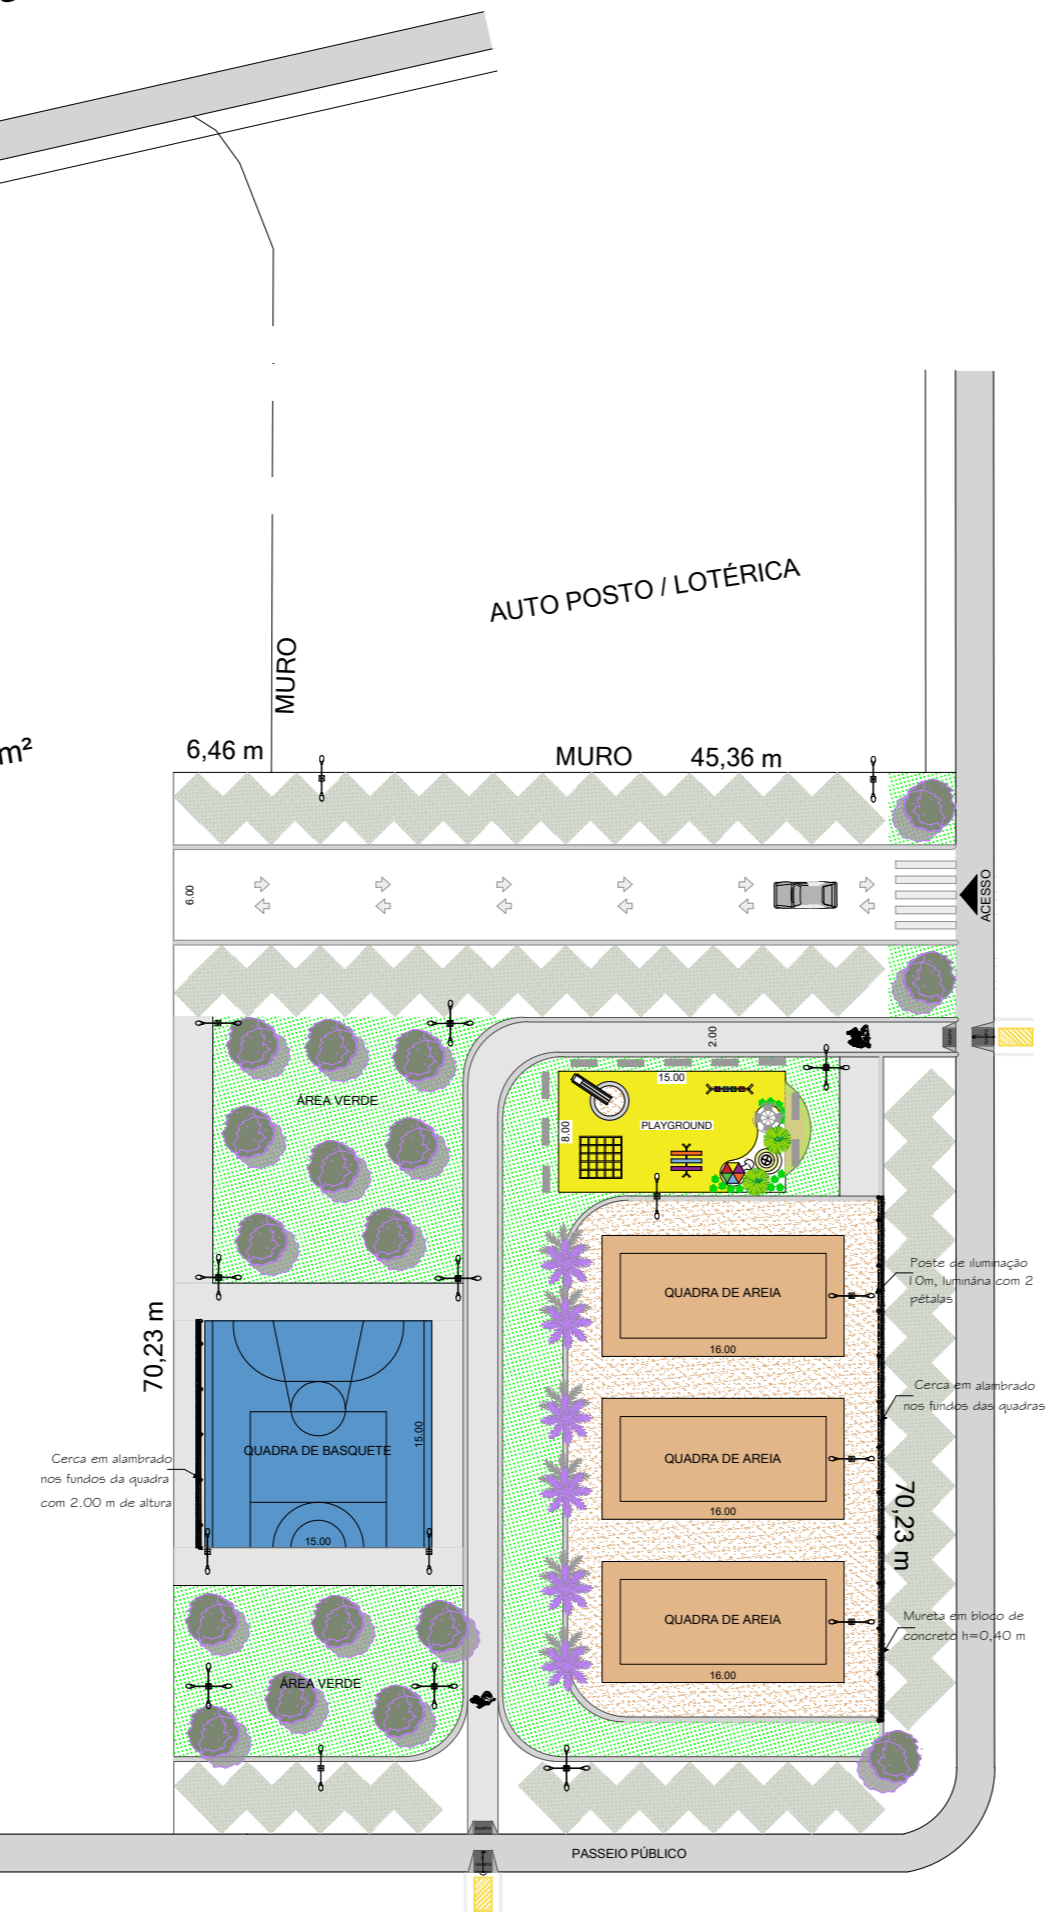 AUTO POSTO / LOTÉRICA
MURO
m²
6,46 m
MURO
45,36 m
6.00
ACESSO
2.00
15.00
ÁREA VERDE
8.00
PLAYGROUND
Poste de iluminação
10m, luminária com 2
pétalas
QUADRA DE AREIA
16.00
70,23 m
Cerca em alambrado
nos fundos das quadras
QUADRA DE BASQUETE
15.00
15.00
Cerca em alambrado
nos fundos da quadra
com 2.00 m de altura
QUADRA DE AREIA
16.00
70,23 m
Mureta em bloco de
concreto h=0,40 m
QUADRA DE AREIA
16.00
ÁREA VERDE
PASSEIO PÚBLICO